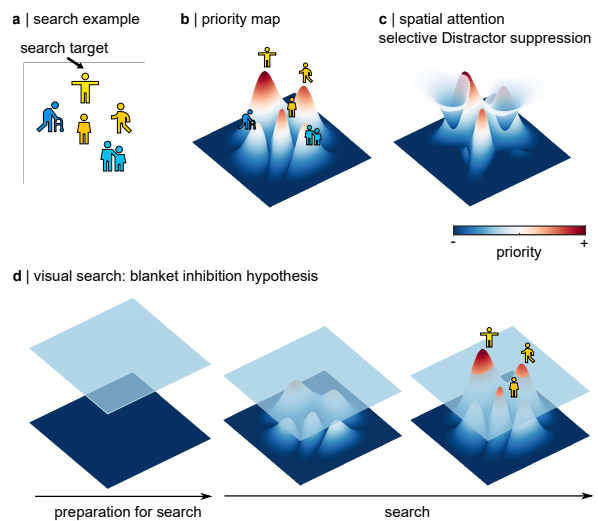 a | search example
search target
b | priority map
c | spatial attention
selective Distractor suppression
-
+
priority
d | visual search: blanket inhibition hypothesis
preparation for search
search